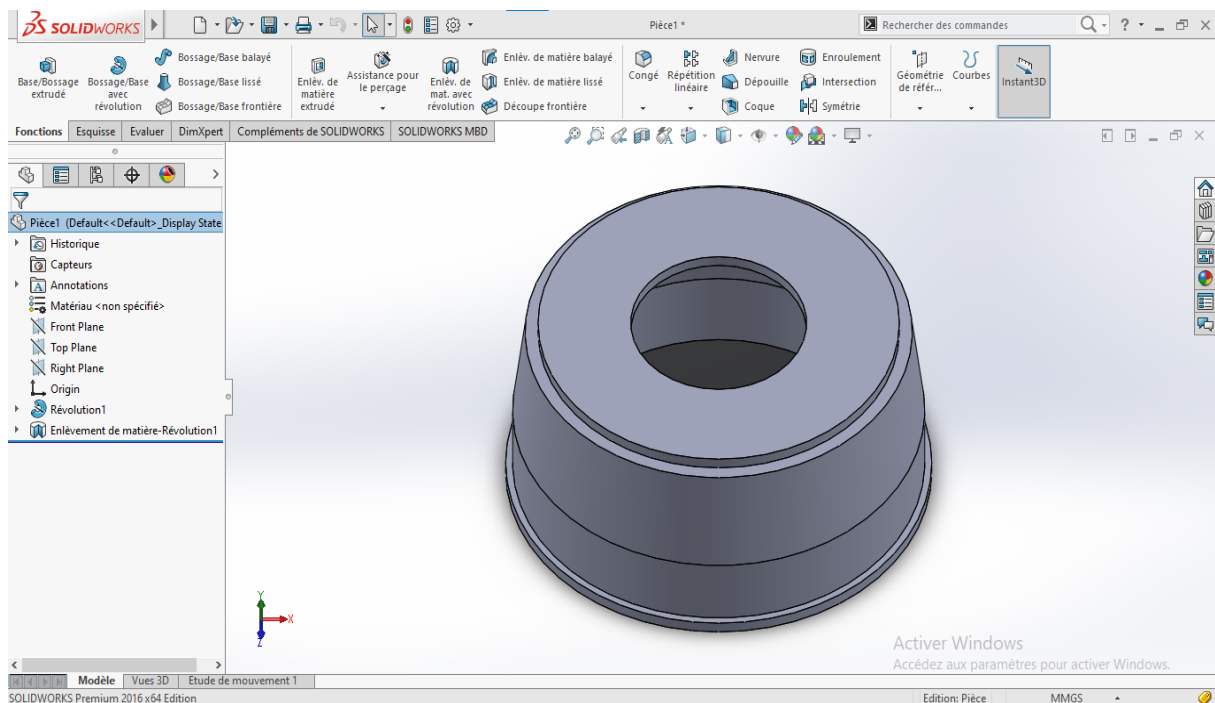 SOLIDWORKS
Pièce1 *
Rechercher des commandes
Base/Bossage extrudé
Bossage/Base avec révolution
Bossage/Base balayé
Bossage/Base lissé
Bossage/Base frontière
Enlèv. de matière extrudé
Assistance pour le perçage
Enlèv. de mat. avec révolution
Enlèv. de matière balayé
Enlèv. de matière lissé
Découpe frontière
Congé
Répétition linéaire
Nervure
Dépouille
Coque
Enroulement
Intersection
Symétrie
Géométrie de référ...
Courbes
Instant3D
Fonctions Esquisse Evaluer DimXpert Compléments de SOLIDWORKS SOLIDWORKS MBD
Pièce1 (Default<<Default>_Display State
Historique
Capteurs
Annotations
Matériau <non spécifié>
Front Plane
Top Plane
Right Plane
Origin
Révolution1
Enlèvement de matière-Révolution1
Y
X
Z
Activer Windows
Accédez aux paramètres pour activer Windows.
Modèle Vues 3D Etude de mouvement 1
SOLIDWORKS Premium 2016 x64 Edition
Edition: Pièce
MMGS